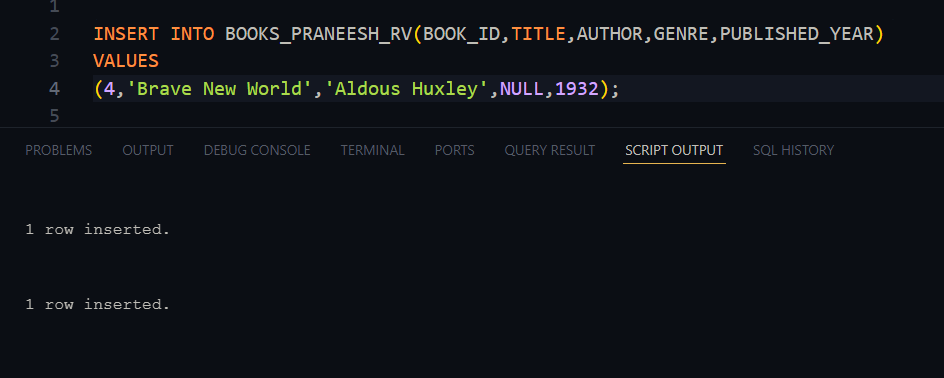 1
2 INSERT INTO BOOKS_PRANEESH_RV(BOOK_ID,TITLE,AUTHOR,GENRE,PUBLISHED_YEAR)
3 VALUES
4 (4,'Brave New World','Aldous Huxley',NULL,1932);
5
PROBLEMS OUTPUT DEBUG CONSOLE TERMINAL PORTS QUERY RESULT SCRIPT OUTPUT SQL HISTORY
1 row inserted.
1 row inserted.